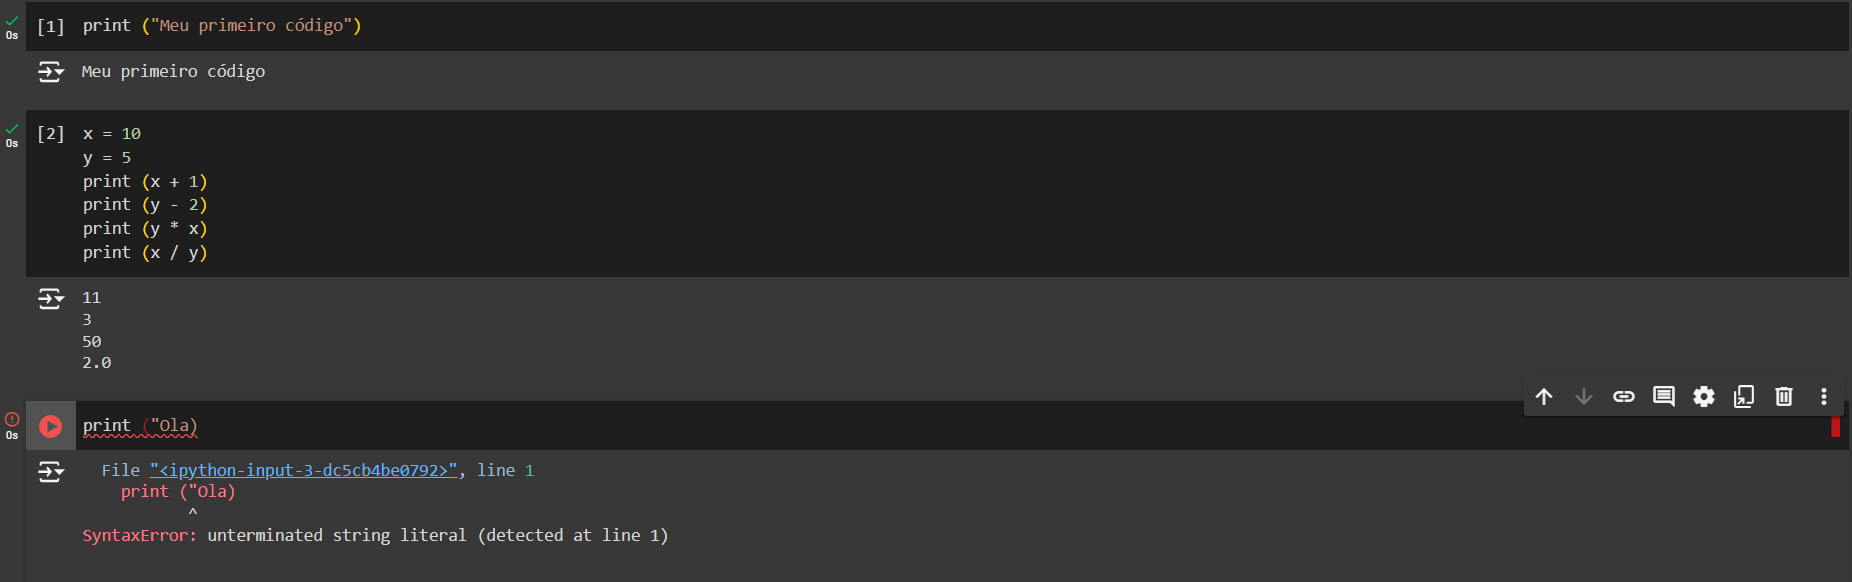 [1] print ("Meu primeiro código")
0s
Meu primeiro código
[2] x = 10
0s
y = 5
print (x + 1)
print (y - 2)
print (y * x)
print (x / y)
11
3
50
2.0
print ("Ola)
0s
File "<ipython-input-3-dc5cb4be0792>", line 1
print ("Ola)
^
SyntaxError: unterminated string literal (detected at line 1)